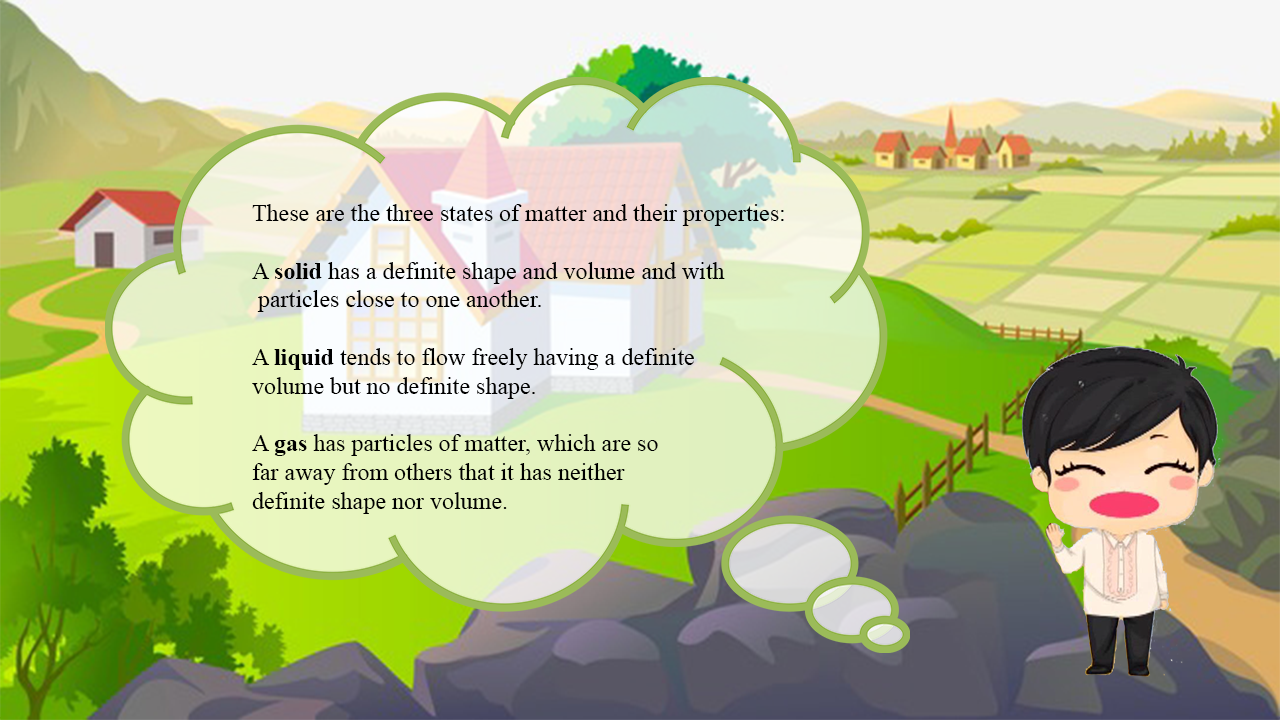 These are the three states of matter and their properties:
A solid has a definite shape and volume and with
particles close to one another.
A liquid tends to flow freely having a definite
volume but no definite shape.
A gas has particles of matter, which are so
far away from others that it has neither
definite shape nor volume.